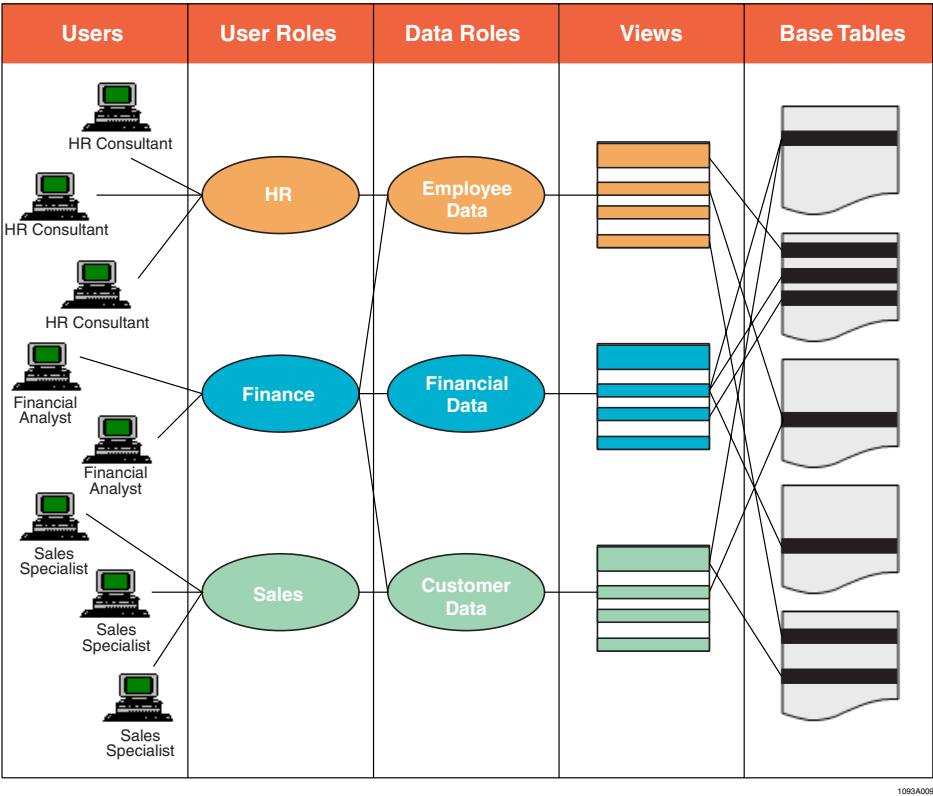 Users
User Roles
Data Roles
Views
Base Tables
HR Consultant
HR Consultant
HR Consultant
Financial
Analyst
Financial
Analyst
Sales
Specialist
Sales
Specialist
Sales
Specialist
HR
Finance
Sales
Employee
Data
Financial
Data
Customer
Data
1093A009